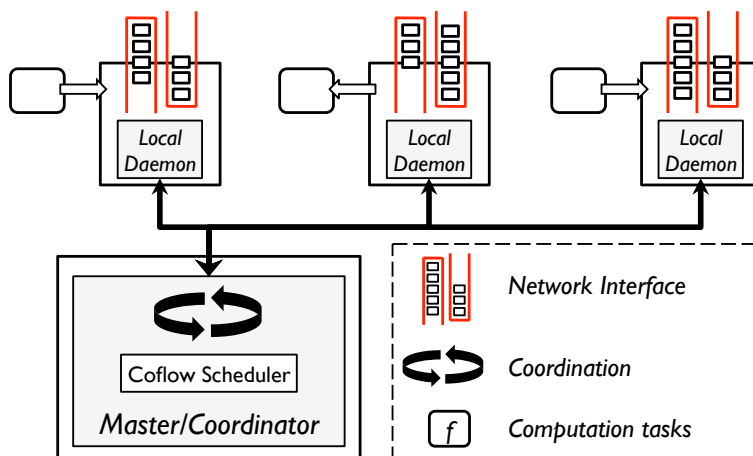 Local
Daemon
Local
Daemon
Local
Daemon
Coflow Scheduler
Master/Coordinator
Network Interface
Coordination
f
Computation tasks